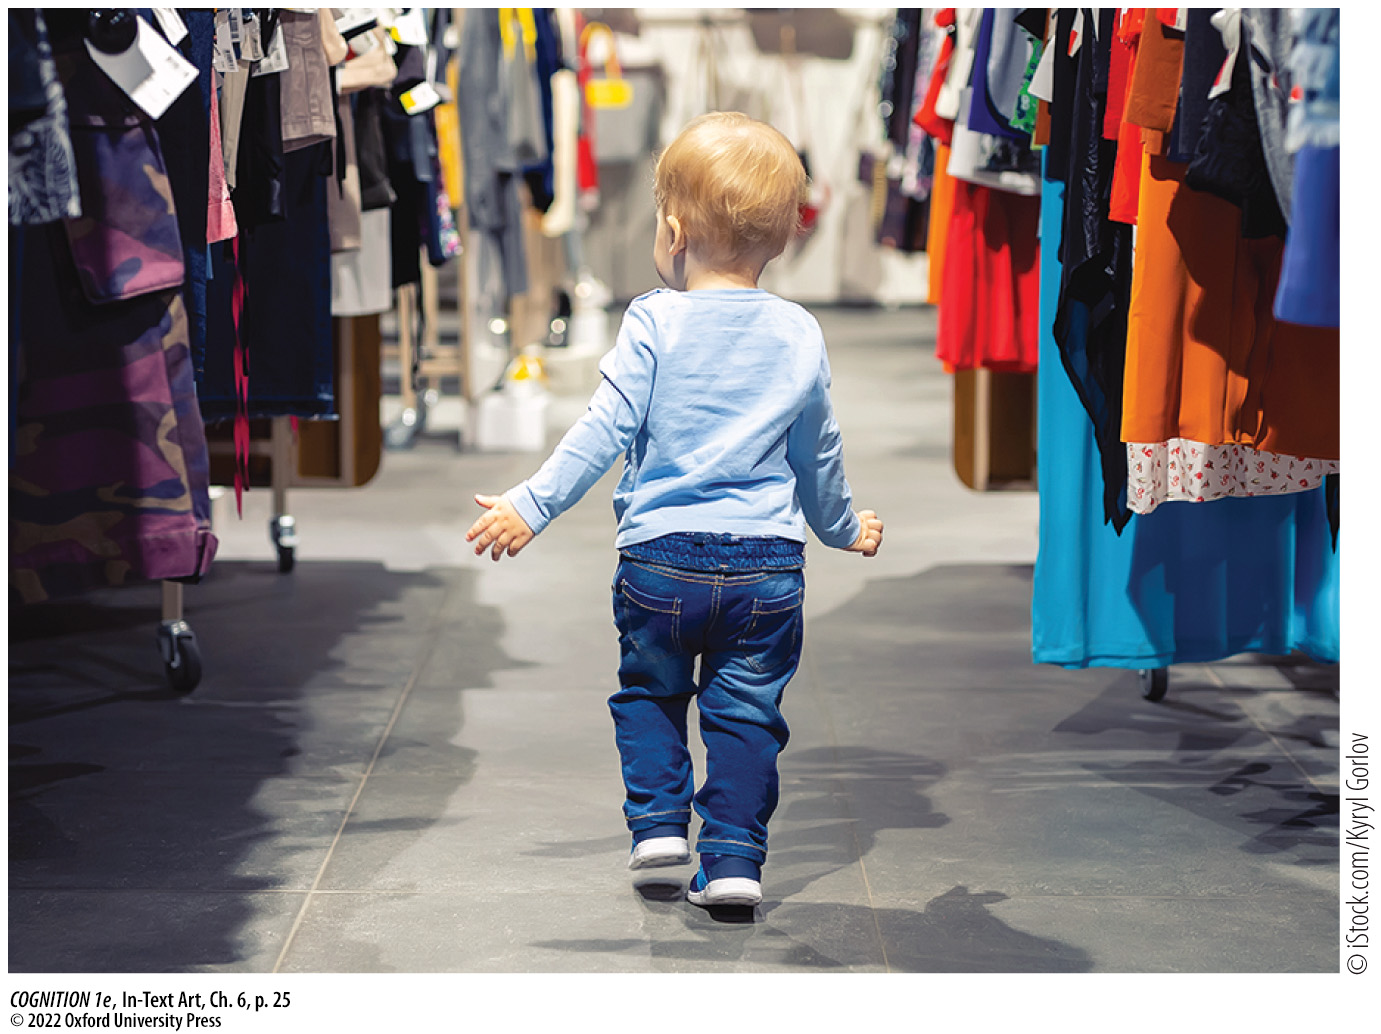 © iStock.com/Kyryl Gorlov
COGNITION 1e, In-Text Art, Ch. 6, p. 25
© 2022 Oxford University Press